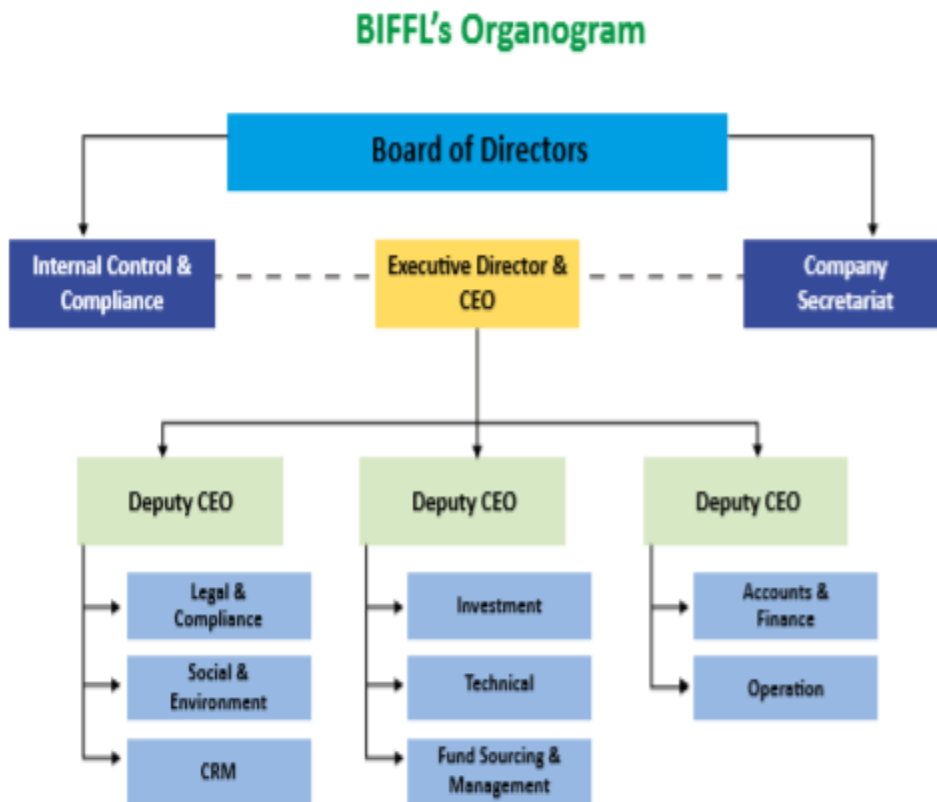 BIFFL's Organogram
Board of Directors
Internal Control &
Compliance
Executive Director &
CEO
Company
Secretariat
Deputy CEO
Deputy CEO
Deputy CEO
Legal &
Compliance
Social &
Environment
CRM
Investment
Technical
Fund Sourcing &
Management
Accounts &
Finance
Operation